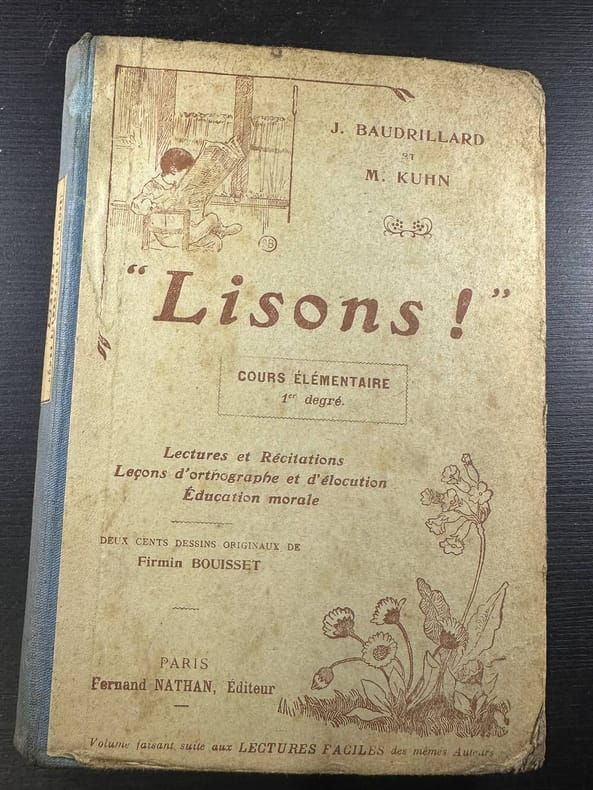 J. BAUDRILLARD
ET
M. KUHN
"Lisons !"
COURS ÉLÉMENTAIRE
1er degré.
Lectures et Récitations
Leçons d'orthographe et d'élocution
Éducation morale
DEUX CENTS DESSINS ORIGINAUX DE
Firmin BOUISSET
PARIS
Fernand NATHAN, Éditeur
Volume faisant suite aux LECTURES FACILES des mêmes Auteurs